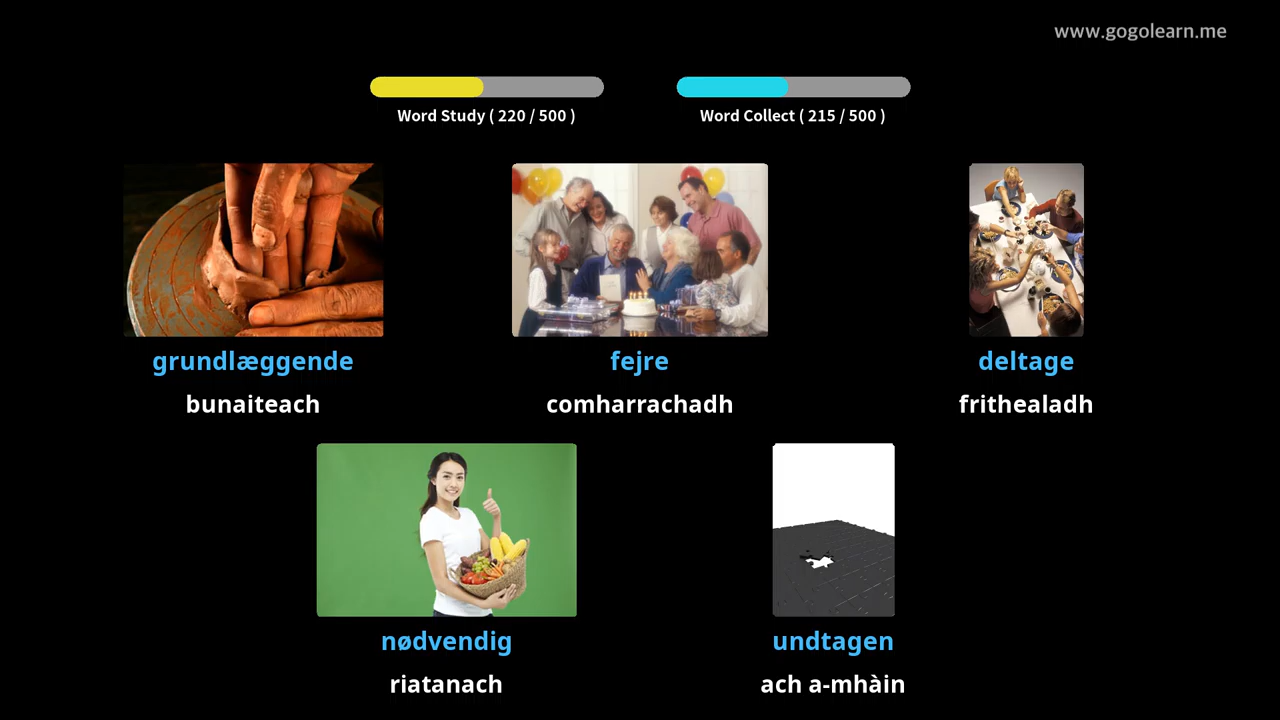 www.gogolearn.me
Word Study ( 220 / 500 )
Word Collect ( 215 / 500 )
grundlæggende
bunaiteach
fejre
comharrachadh
deltage
frithealadh
nødvendig
riatanach
undtagen
ach a-mhàin